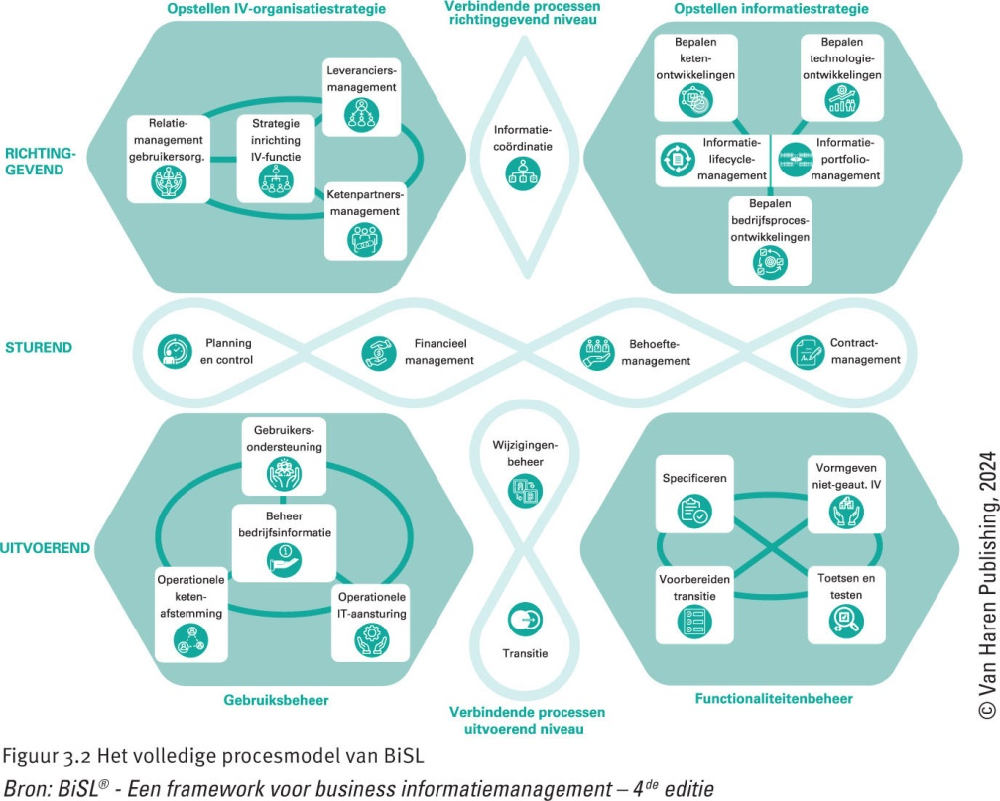 Opstellen IV-organisatiestrategie
Verbindende processen
richtinggevend niveau
Opstellen informatiestrategie
RICHTING-
GEVEND
Relatie-
management
gebruikersorg.
Strategie
inrichting
IV-functie
Leveranciers-
management
Ketenpartners-
management
Informatie-
coördinatie
Bepalen
keten-
ontwikkelingen
Bepalen
technologie-
ontwikkelingen
Informatie-
lifecycle-
management
Informatie-
portfolio-
management
Bepalen
bedrijfsproces-
ontwikkelingen
STUREND
Planning
en control
Financieel
management
Behoefte-
management
Contract-
management
UITVOEREND
Gebruikers-
ondersteuning
Beheer
bedrijfsinformatie
Operationele
keten-
afstemming
Operationele
IT-aansturing
Gebruiksbeheer
Wijzigingen-
beheer
Transitie
Verbindende processen
uitvoerend niveau
Specificeren
Vormgeven
niet-geaut. IV
Voorbereiden
transitie
Toetsen en
testen
Functionaliteitenbeheer
© Van Haren Publishing, 2024
Figuur 3.2 Het volledige procesmodel van BiSL
Bron: BiSL® - Een framework voor business informatiemanagement – 4de editie